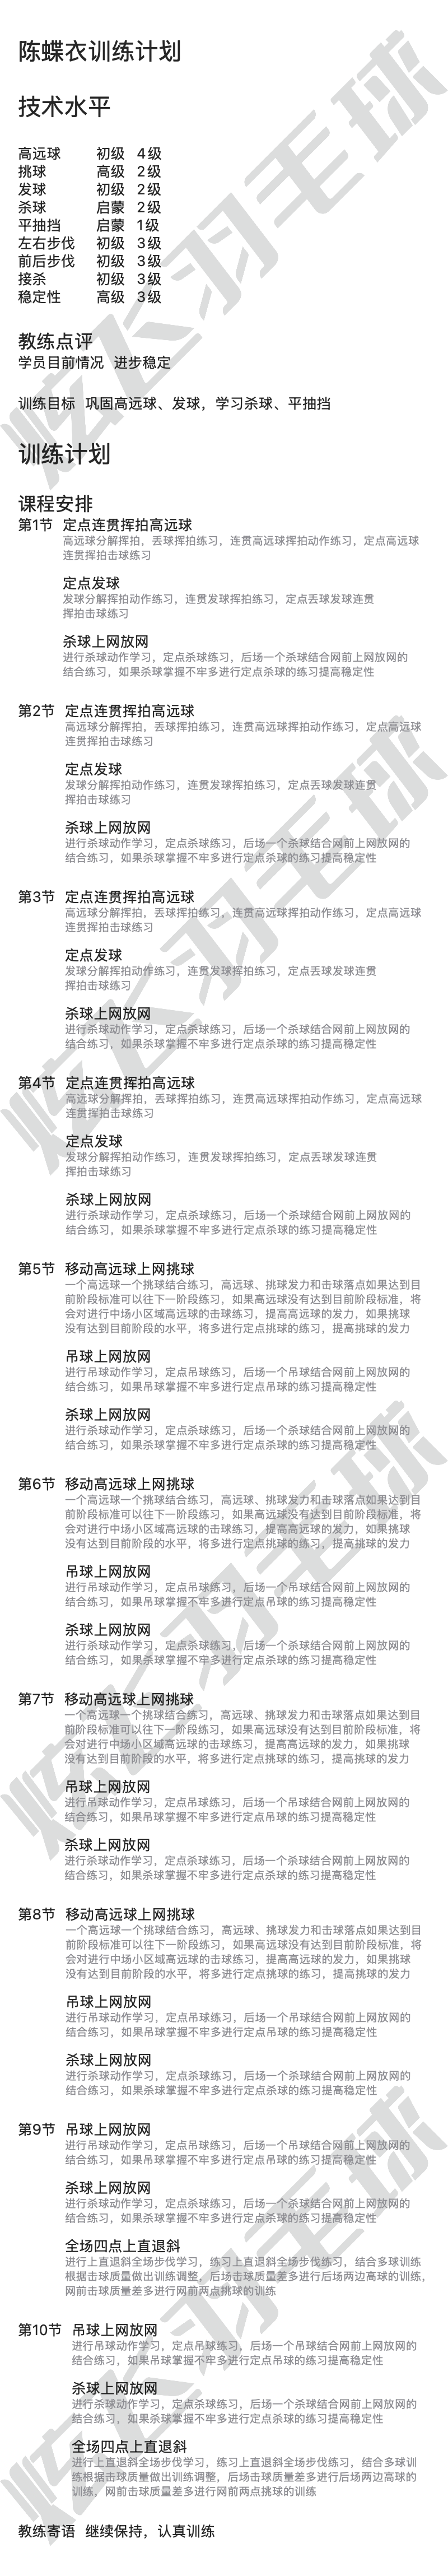 陈蝶衣训练计划
技术水平
高远球 初级 4级
挑球 高级 2级
发球 初级 2级
杀球 启蒙 2级
平抽挡 启蒙 1级
左右步伐 初级 3级
前后步伐 初级 3级
接杀 初级 3级
稳定性 高级 3级
教练点评
学员目前情况 进步稳定
训练目标 巩固高远球、发球，学习杀球、平抽挡
训练计划
课程安排
第1节 定点连贯挥拍高远球
高远球分解挥拍，丢球挥拍练习，连贯高远球挥拍动作练习，定点高远球
连贯挥拍击球练习
定点发球
发球分解挥拍动作练习，连贯发球挥拍练习，定点丢球发球连贯
挥拍击球练习
杀球上网放网
进行杀球动作学习，定点杀球练习，后场一个杀球结合网前上网放网的
结合练习，如果杀球掌握不牢多进行定点杀球的练习提高稳定性
第2节 定点连贯挥拍高远球
高远球分解挥拍，丢球挥拍练习，连贯高远球挥拍动作练习，定点高远球
连贯挥拍击球练习
定点发球
发球分解挥拍动作练习，连贯发球挥拍练习，定点丢球发球连贯
挥拍击球练习
杀球上网放网
进行杀球动作学习，定点杀球练习，后场一个杀球结合网前上网放网的
结合练习，如果杀球掌握不牢多进行定点杀球的练习提高稳定性
第3节 定点连贯挥拍高远球
高远球分解挥拍，丢球挥拍练习，连贯高远球挥拍动作练习，定点高远球
连贯挥拍击球练习
定点发球
发球分解挥拍动作练习，连贯发球挥拍练习，定点丢球发球连贯
挥拍击球练习
杀球上网放网
进行杀球动作学习，定点杀球练习，后场一个杀球结合网前上网放网的
结合练习，如果杀球掌握不牢多进行定点杀球的练习提高稳定性
第4节 定点连贯挥拍高远球
高远球分解挥拍，丢球挥拍练习，连贯高远球挥拍动作练习，定点高远球
连贯挥拍击球练习
定点发球
发球分解挥拍动作练习，连贯发球挥拍练习，定点丢球发球连贯
挥拍击球练习
杀球上网放网
进行杀球动作学习，定点杀球练习，后场一个杀球结合网前上网放网的
结合练习，如果杀球掌握不牢多进行定点杀球的练习提高稳定性
第5节 移动高远球上网挑球
一个高远球一个挑球结合练习，高远球、挑球发力和击球落点如果达到目
前阶段标准可以往下一阶段练习，如果高远球没有达到目前阶段标准，将
会对进行中场小区域高远球的击球练习，提高高远球的发力，如果挑球
没有达到目前阶段的水平，将多进行定点挑球的练习，提高挑球的发力
吊球上网放网
进行吊球动作学习，定点吊球练习，后场一个吊球结合网前上网放网的
结合练习，如果吊球掌握不牢多进行定点吊球的练习提高稳定性
杀球上网放网
进行杀球动作学习，定点杀球练习，后场一个杀球结合网前上网放网的
结合练习，如果杀球掌握不牢多进行定点杀球的练习提高稳定性
第6节 移动高远球上网挑球
一个高远球一个挑球结合练习，高远球、挑球发力和击球落点如果达到目
前阶段标准可以往下一阶段练习，如果高远球没有达到目前阶段标准，将
会对进行中场小区域高远球的击球练习，提高高远球的发力，如果挑球
没有达到目前阶段的水平，将多进行定点挑球的练习，提高挑球的发力
吊球上网放网
进行吊球动作学习，定点吊球练习，后场一个吊球结合网前上网放网的
结合练习，如果吊球掌握不牢多进行定点吊球的练习提高稳定性
杀球上网放网
进行杀球动作学习，定点杀球练习，后场一个杀球结合网前上网放网的
结合练习，如果杀球掌握不牢多进行定点杀球的练习提高稳定性
第7节 移动高远球上网挑球
一个高远球一个挑球结合练习，高远球、挑球发力和击球落点如果达到目
前阶段标准可以往下一阶段练习，如果高远球没有达到目前阶段标准，将
会对进行中场小区域高远球的击球练习，提高高远球的发力，如果挑球
没有达到目前阶段的水平，将多进行定点挑球的练习，提高挑球的发力
吊球上网放网
进行吊球动作学习，定点吊球练习，后场一个吊球结合网前上网放网的
结合练习，如果吊球掌握不牢多进行定点吊球的练习提高稳定性
杀球上网放网
进行杀球动作学习，定点杀球练习，后场一个杀球结合网前上网放网的
结合练习，如果杀球掌握不牢多进行定点杀球的练习提高稳定性
第8节 移动高远球上网挑球
一个高远球一个挑球结合练习，高远球、挑球发力和击球落点如果达到目
前阶段标准可以往下一阶段练习，如果高远球没有达到目前阶段标准，将
会对进行中场小区域高远球的击球练习，提高高远球的发力，如果挑球
没有达到目前阶段的水平，将多进行定点挑球的练习，提高挑球的发力
吊球上网放网
进行吊球动作学习，定点吊球练习，后场一个吊球结合网前上网放网的
结合练习，如果吊球掌握不牢多进行定点吊球的练习提高稳定性
杀球上网放网
进行杀球动作学习，定点杀球练习，后场一个杀球结合网前上网放网的
结合练习，如果杀球掌握不牢多进行定点杀球的练习提高稳定性
第9节 吊球上网放网
进行吊球动作学习，定点吊球练习，后场一个吊球结合网前上网放网的
结合练习，如果吊球掌握不牢多进行定点吊球的练习提高稳定性
杀球上网放网
进行杀球动作学习，定点杀球练习，后场一个杀球结合网前上网放网的
结合练习，如果杀球掌握不牢多进行定点杀球的练习提高稳定性
全场四点上直退斜
进行上直退斜全场步伐学习，练习上直退斜全场步伐练习，结合多球训练
根据击球质量做出训练调整，后场击球质量差多进行后场两边高球的训练，
网前击球质量差多进行网前两点挑球的训练
第10节 吊球上网放网
进行吊球动作学习，定点吊球练习，后场一个吊球结合网前上网放网的
结合练习，如果吊球掌握不牢多进行定点吊球的练习提高稳定性
杀球上网放网
进行杀球动作学习，定点杀球练习，后场一个杀球结合网前上网放网的
结合练习，如果杀球掌握不牢多进行定点杀球的练习提高稳定性
全场四点上直退斜
进行上直退斜全场步伐学习，练习上直退斜全场步伐练习，结合多球训
练根据击球质量做出训练调整，后场击球质量差多进行后场两边高球的
训练，网前击球质量差多进行网前两点挑球的训练
教练寄语 继续保持，认真训练
炫飞羽毛球
炫飞羽毛球
炫飞羽毛球
炫飞羽毛球